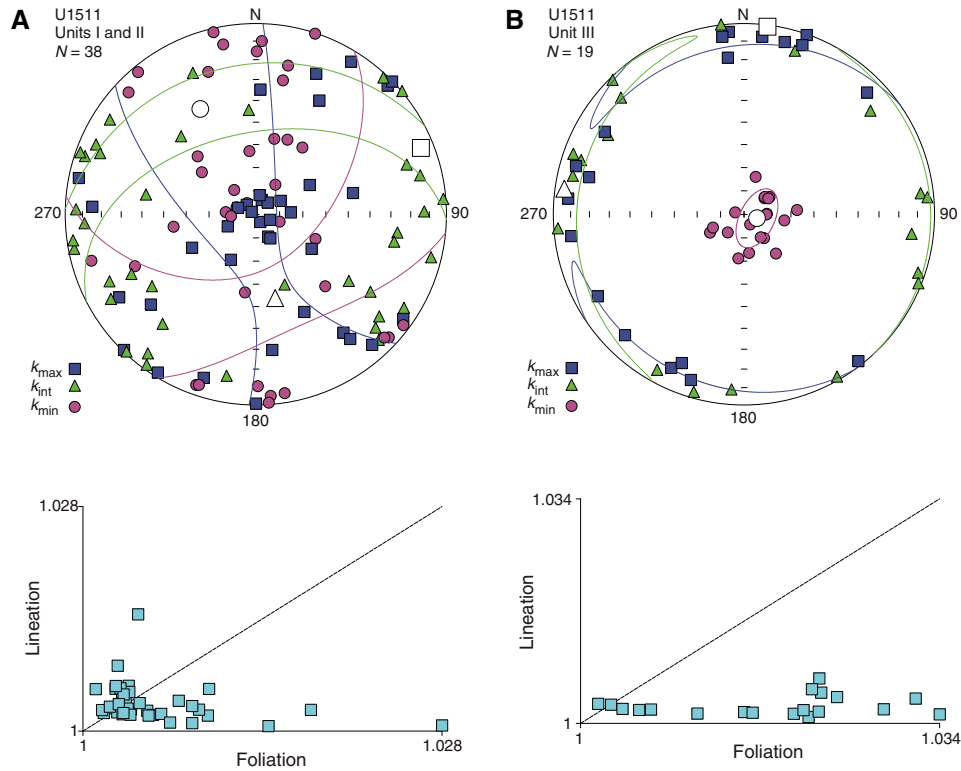 A
U1511
Units I and II
N = 38
N
270
90
180
kmax
kint
kmin
B
U1511
Unit III
N = 19
N
270
90
180
kmax
kint
kmin
1.028
Lineation
1
1
Foliation
1.028
1.034
Lineation
1
1
Foliation
1.034